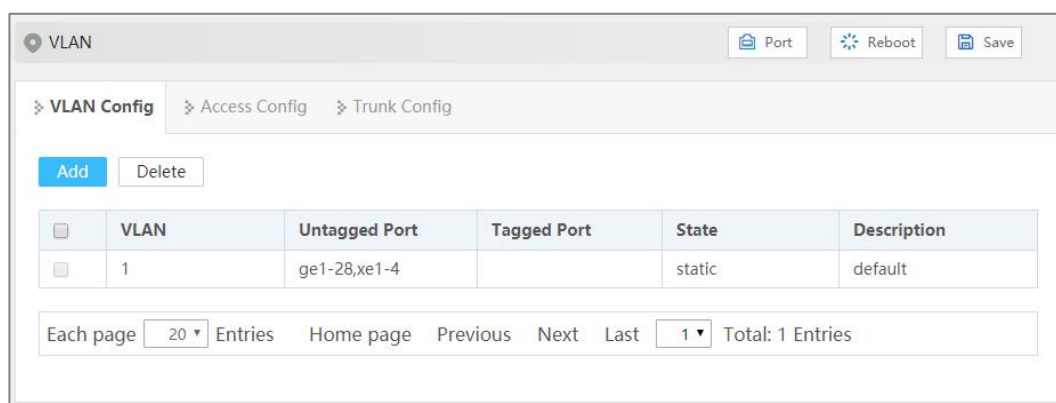 VLAN Port Reboot Save
VLAN Config Access Config Trunk Config
Add Delete
VLAN Untagged Port Tagged Port State Description
1 ge1-28,xe1-4 static default
Each page 20 Entries Home page Previous Next Last 1 Total: 1 Entries